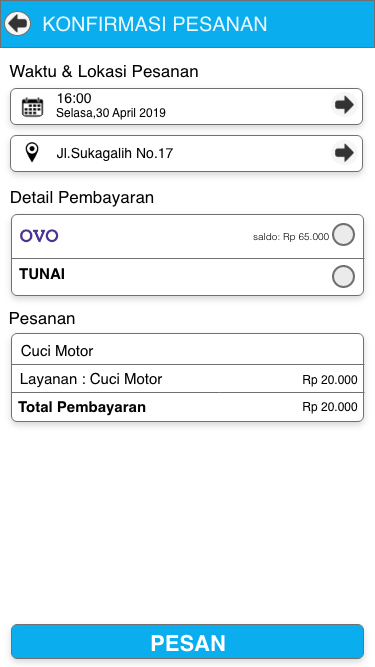 KONFIRMASI PESANAN
Waktu & Lokasi Pesanan
16:00
Selasa,30 April 2019
Jl.Sukagalih No.17
Detail Pembayaran
OVO saldo: Rp 65.000
TUNAI
Pesanan
Cuci Motor
Layanan : Cuci Motor Rp 20.000
Total Pembayaran Rp 20.000
PESAN